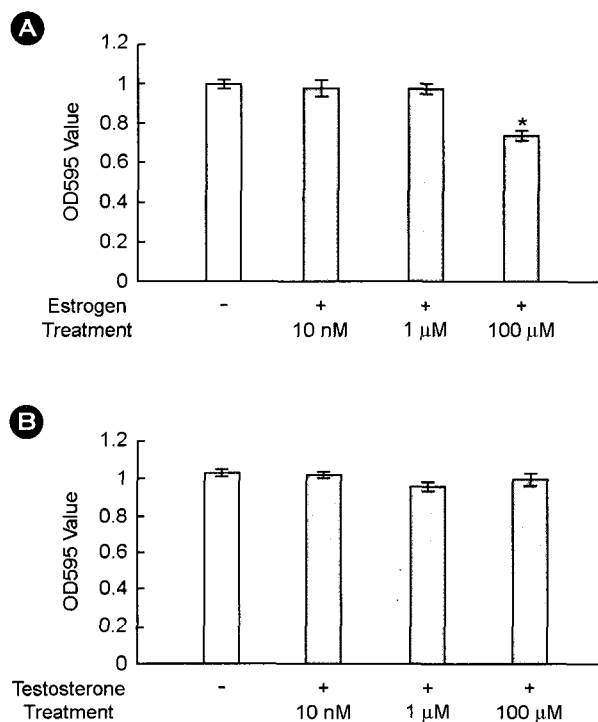 A
1.2
1
0.8
0.6
0.4
0.2
0
OD595 Value
*
Estrogen - + + +
Treatment 10 nM 1 μM 100 μM
B
1.2
1
0.8
0.6
0.4
0.2
0
OD595 Value
Testosterone - + + +
Treatment 10 nM 1 μM 100 μM